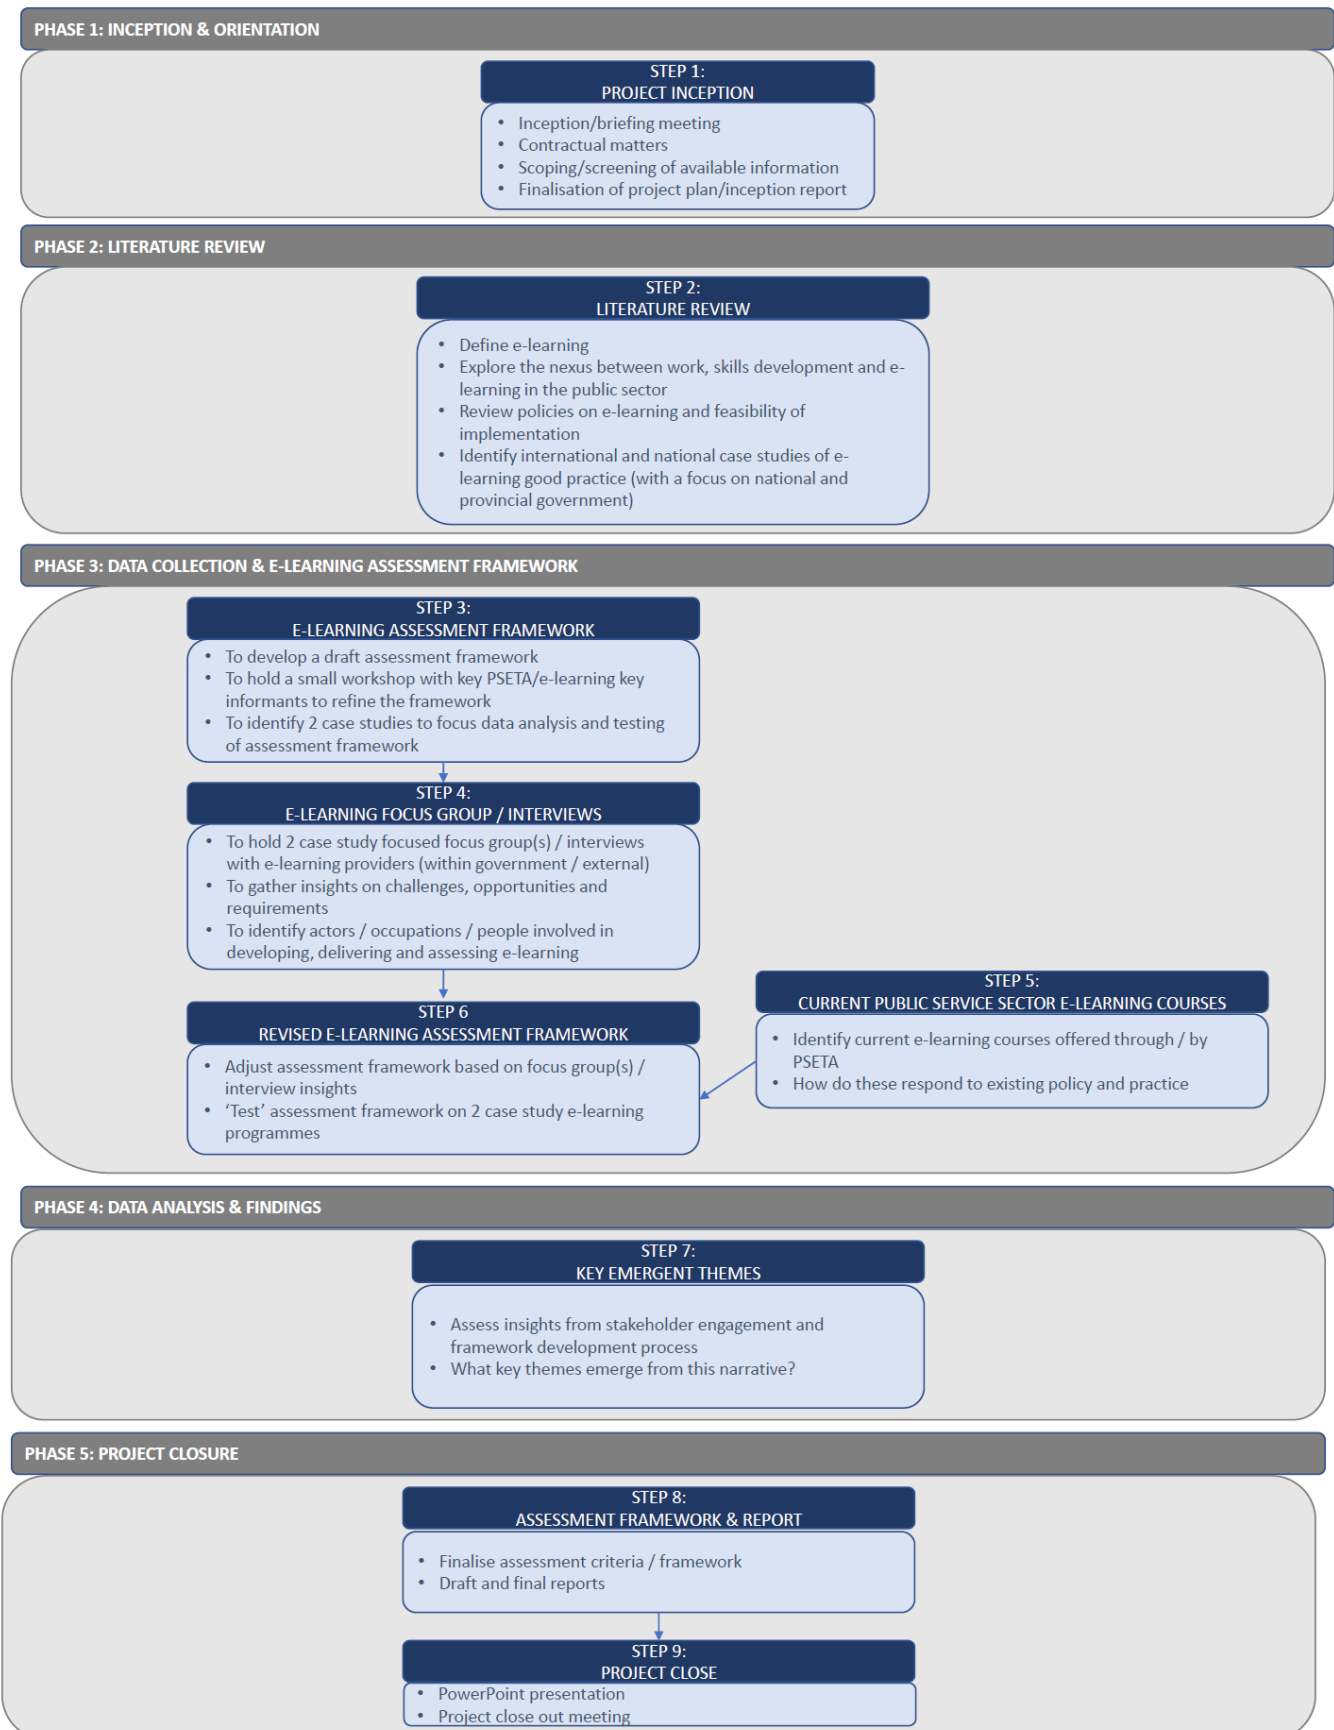 PHASE 1: INCEPTION & ORIENTATION
STEP 1:
PROJECT INCEPTION
• Inception/briefing meeting
• Contractual matters
• Scoping/screening of available information
• Finalisation of project plan/inception report
PHASE 2: LITERATURE REVIEW
STEP 2:
LITERATURE REVIEW
• Define e-learning
• Explore the nexus between work, skills development and e-
learning in the public sector
• Review policies on e-learning and feasibility of
implementation
• Identify international and national case studies of e-
learning good practice (with a focus on national and
provincial government)
PHASE 3: DATA COLLECTION & E-LEARNING ASSESSMENT FRAMEWORK
STEP 3:
E-LEARNING ASSESSMENT FRAMEWORK
• To develop a draft assessment framework
• To hold a small workshop with key PSETA/e-learning key
informants to refine the framework
• To identify 2 case studies to focus data analysis and testing
of assessment framework
STEP 4:
E-LEARNING FOCUS GROUP / INTERVIEWS
• To hold 2 case study focused focus group(s) / interviews
with e-learning providers (within government / external)
• To gather insights on challenges, opportunities and
requirements
• To identify actors / occupations / people involved in
developing, delivering and assessing e-learning
STEP 5:
CURRENT PUBLIC SERVICE SECTOR E-LEARNING COURSES
• Identify current e-learning courses offered through / by
PSETA
• How do these respond to existing policy and practice
STEP 6
REVISED E-LEARNING ASSESSMENT FRAMEWORK
• Adjust assessment framework based on focus group(s) /
interview insights
• ‘Test’ assessment framework on 2 case study e-learning
programmes
PHASE 4: DATA ANALYSIS & FINDINGS
STEP 7:
KEY EMERGENT THEMES
• Assess insights from stakeholder engagement and
framework development process
• What key themes emerge from this narrative?
PHASE 5: PROJECT CLOSURE
STEP 8:
ASSESSMENT FRAMEWORK & REPORT
• Finalise assessment criteria / framework
• Draft and final reports
STEP 9:
PROJECT CLOSE
• PowerPoint presentation
• Project close out meeting